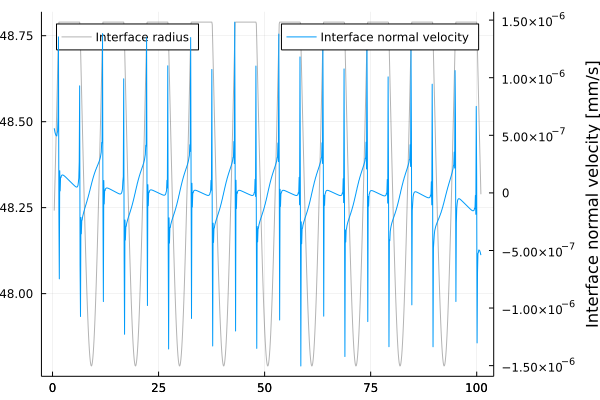 Interface radius
Interface normal velocity
48.75
48.50
48.25
48.00
1.50×10⁻⁶
1.00×10⁻⁶
5.00×10⁻⁷
0
−5.00×10⁻⁷
−1.00×10⁻⁶
−1.50×10⁻⁶
Interface normal velocity [mm/s]
0 25 50 75 100